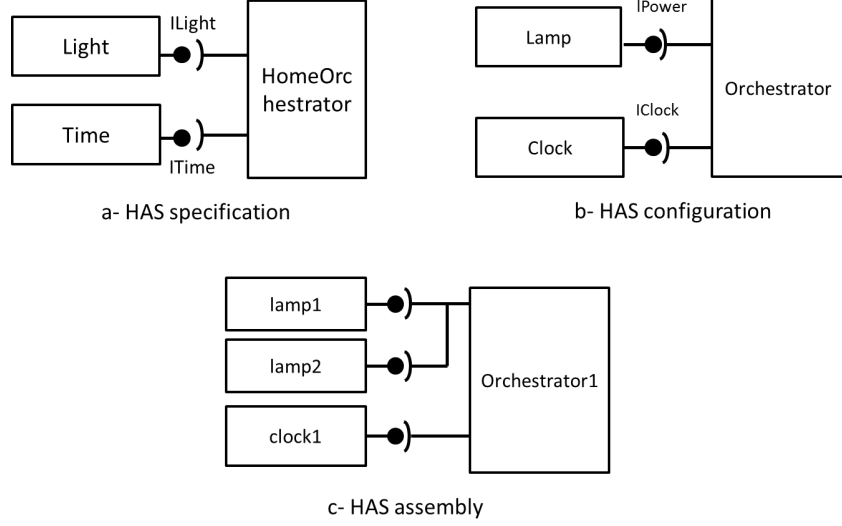 ILight
Light
HomeOrc
hestrator
Time
ITime
a- HAS specification
IPower
Lamp
Orchestrator
IClock
Clock
b- HAS configuration
lamp1
lamp2
Orchestrator1
clock1
c- HAS assembly